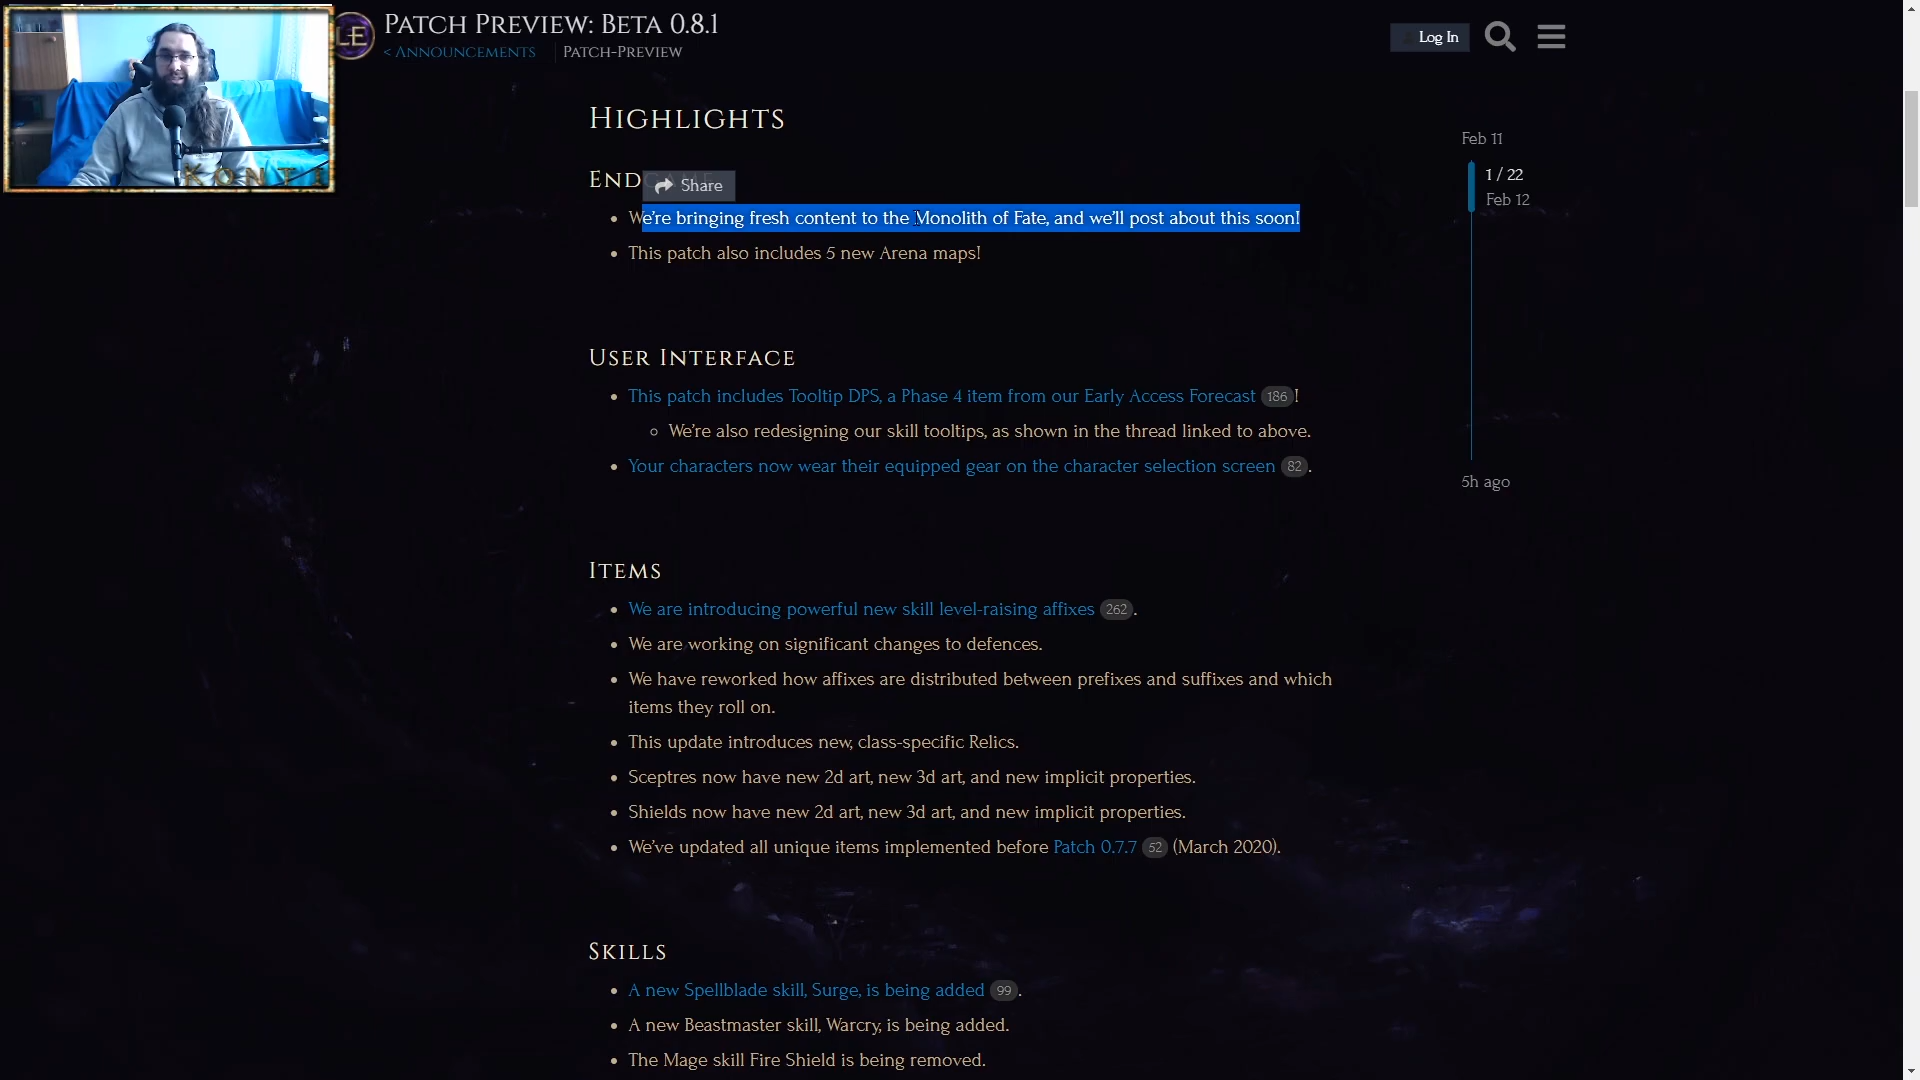 LE
Patch Preview: Beta 0.8.1
< Announcements
Patch-Preview
Log In
KONTI
Highlights
Feb 11
1 / 22
Feb 12
5h ago
Share
We're bringing fresh content to the Monolith of Fate, and we'll post about this soon!
This patch also includes 5 new Arena maps!
User Interface
This patch includes Tooltip DPS, a Phase 4 item from our Early Access Forecast 186 !
We're also redesigning our skill tooltips, as shown in the thread linked to above.
Your characters now wear their equipped gear on the character selection screen 82 .
Items
We are introducing powerful new skill level-raising affixes 262 .
We are working on significant changes to defences.
We have reworked how affixes are distributed between prefixes and suffixes and which
items they roll on.
This update introduces new, class-specific Relics.
Sceptres now have new 2d art, new 3d art, and new implicit properties.
Shields now have new 2d art, new 3d art, and new implicit properties.
We've updated all unique items implemented before Patch 0.7.7 52 (March 2020).
Skills
A new Spellblade skill, Surge, is being added 99 .
A new Beastmaster skill, Warcry, is being added.
The Mage skill Fire Shield is being removed.